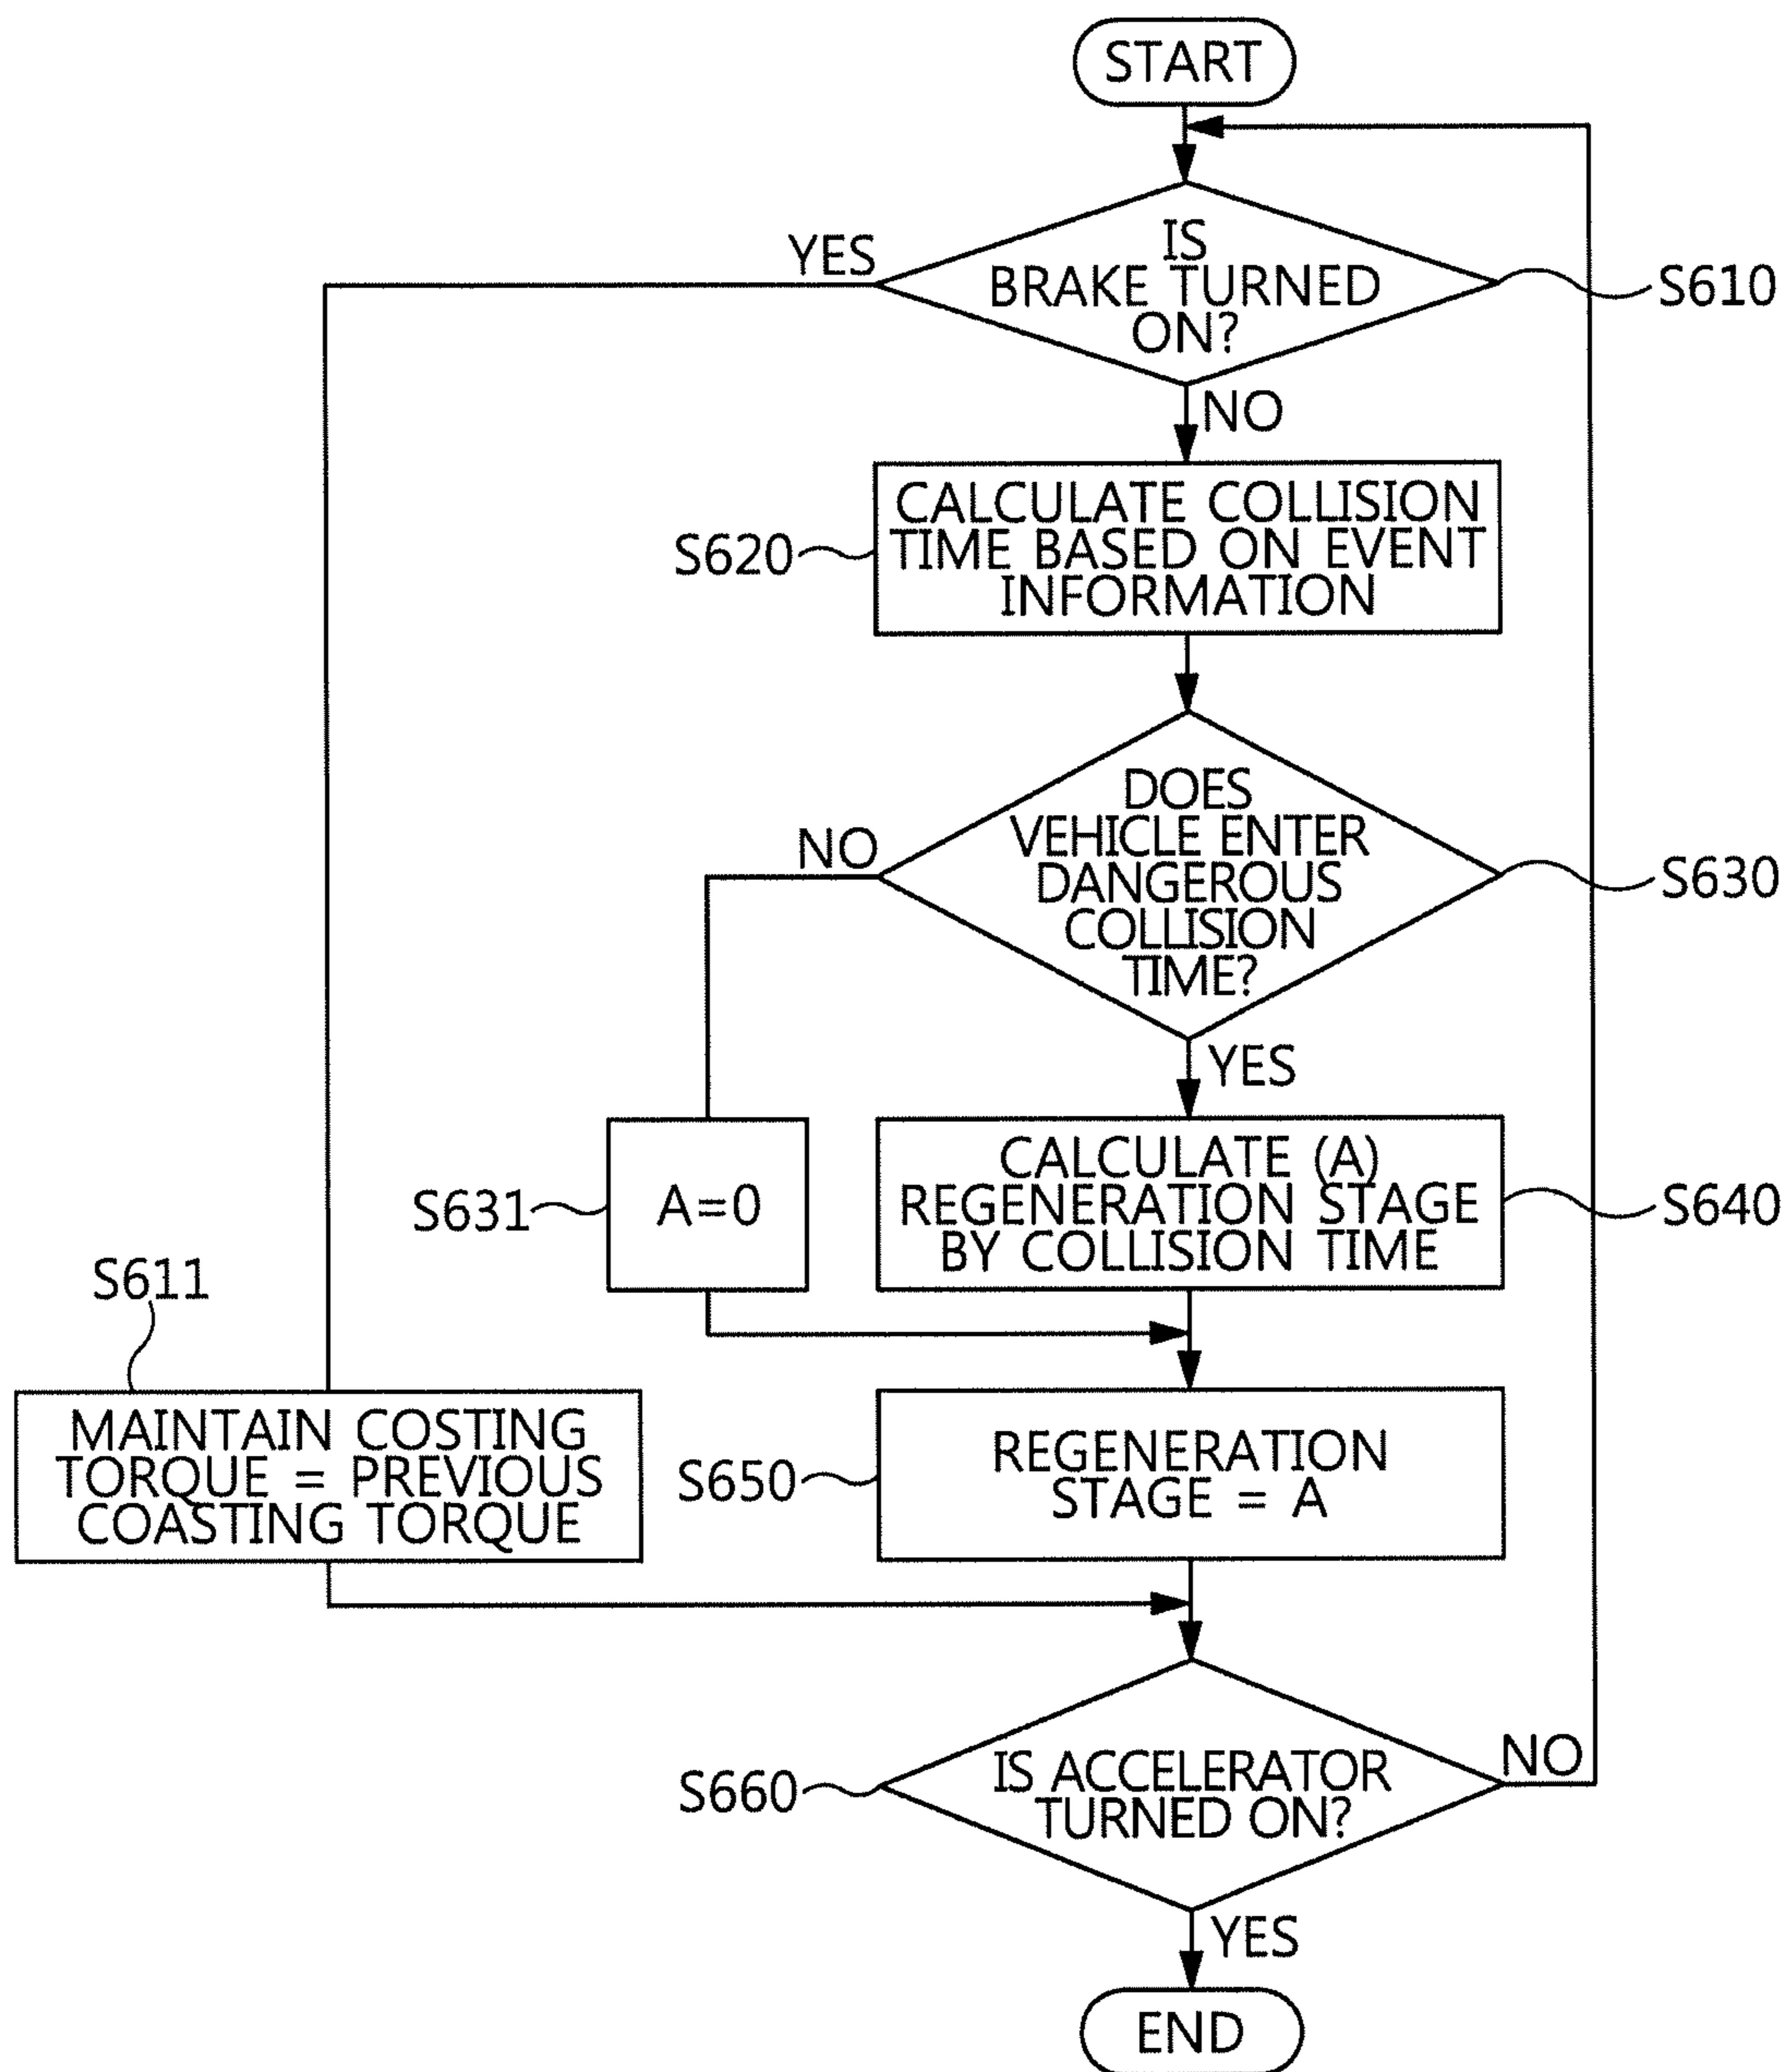 START
YES
IS
BRAKE TURNED
ON?
S610
NO
CALCULATE COLLISION
TIME BASED ON EVENT
INFORMATION
S620
DOES
VEHICLE ENTER
DANGEROUS
COLLISION
TIME?
NO
S630
YES
S631
A=0
CALCULATE (A)
REGENERATION STAGE
BY COLLISION TIME
S640
S611
MAINTAIN COSTING
TORQUE = PREVIOUS
COASTING TORQUE
S650
REGENERATION
STAGE = A
S660
IS ACCELERATOR
TURNED ON?
NO
YES
END